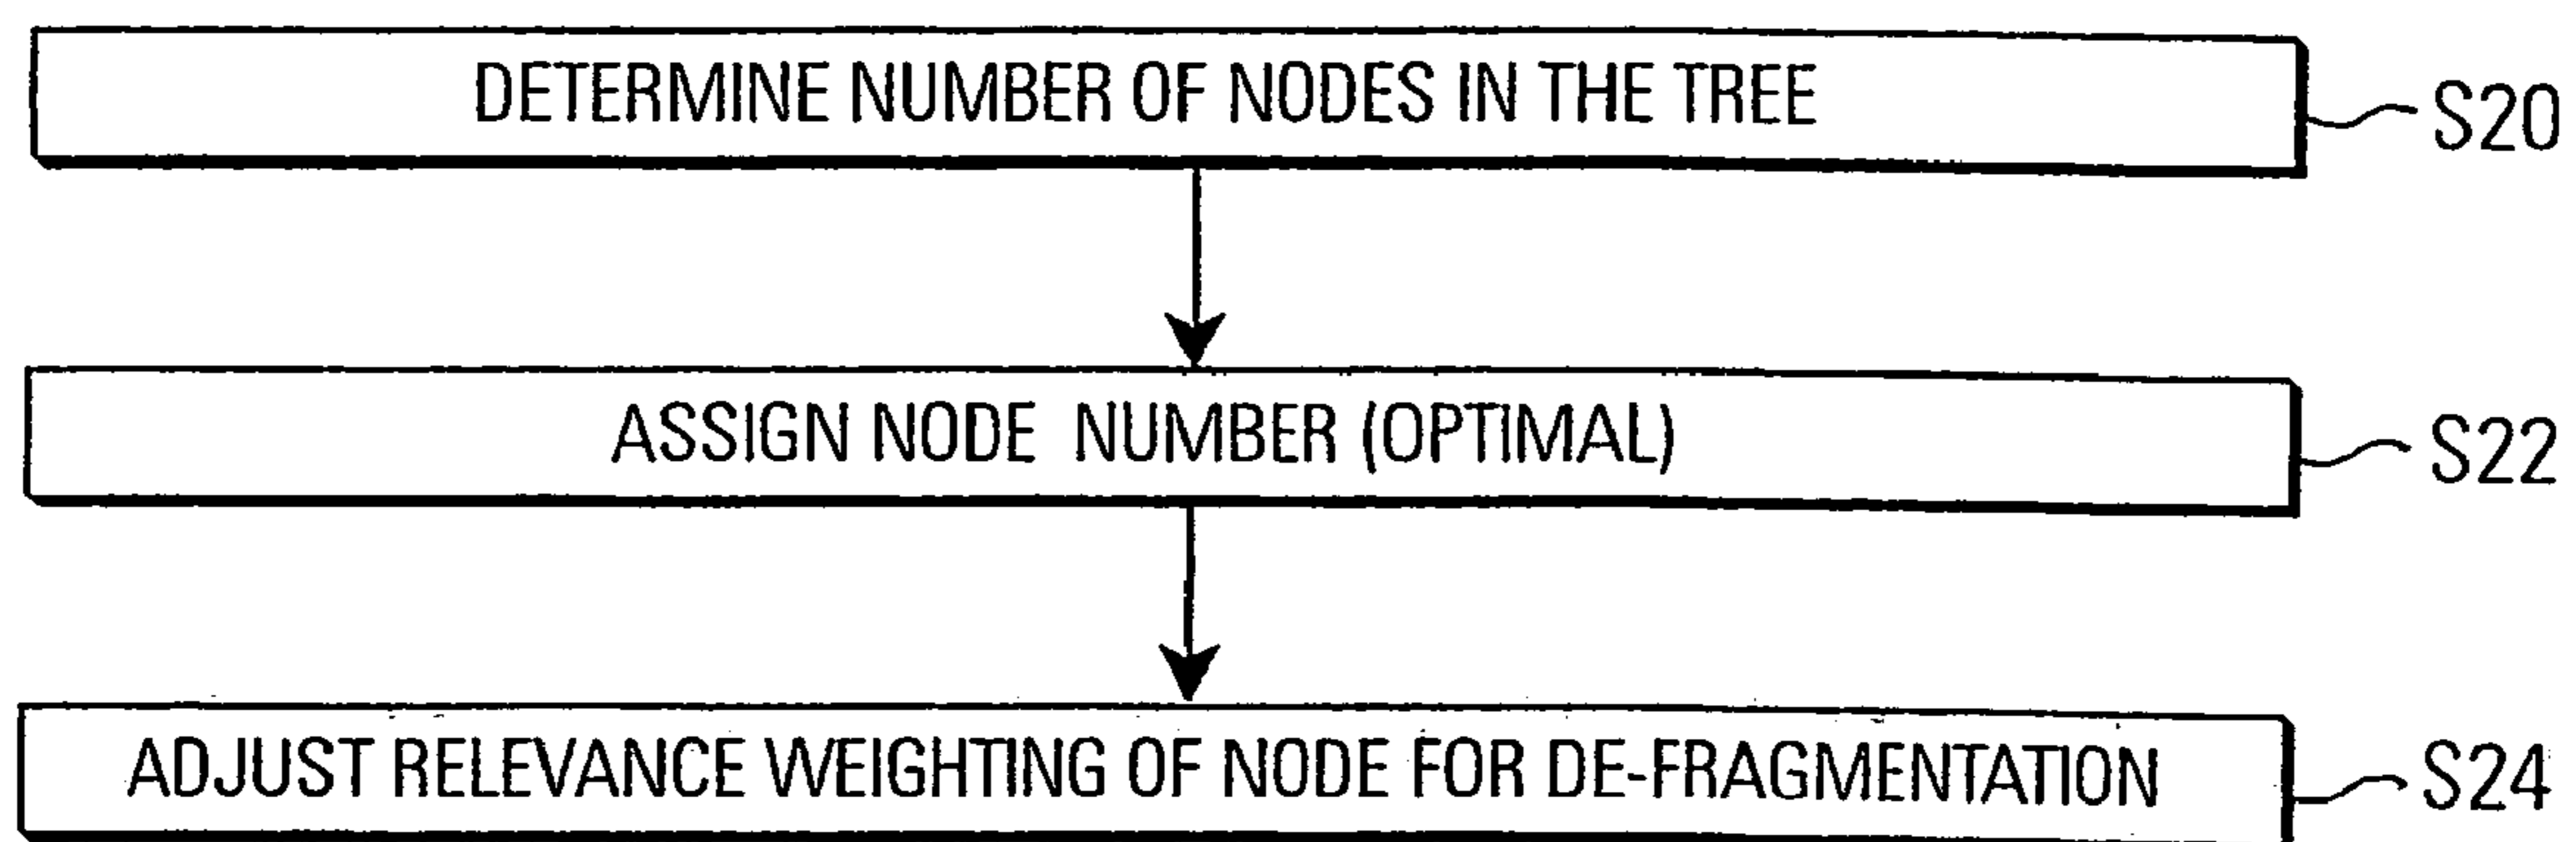 DETERMINE NUMBER OF NODES IN THE TREE
S20
ASSIGN NODE NUMBER (OPTIMAL)
S22
ADJUST RELEVANCE WEIGHTING OF NODE FOR DE-FRAGMENTATION
S24